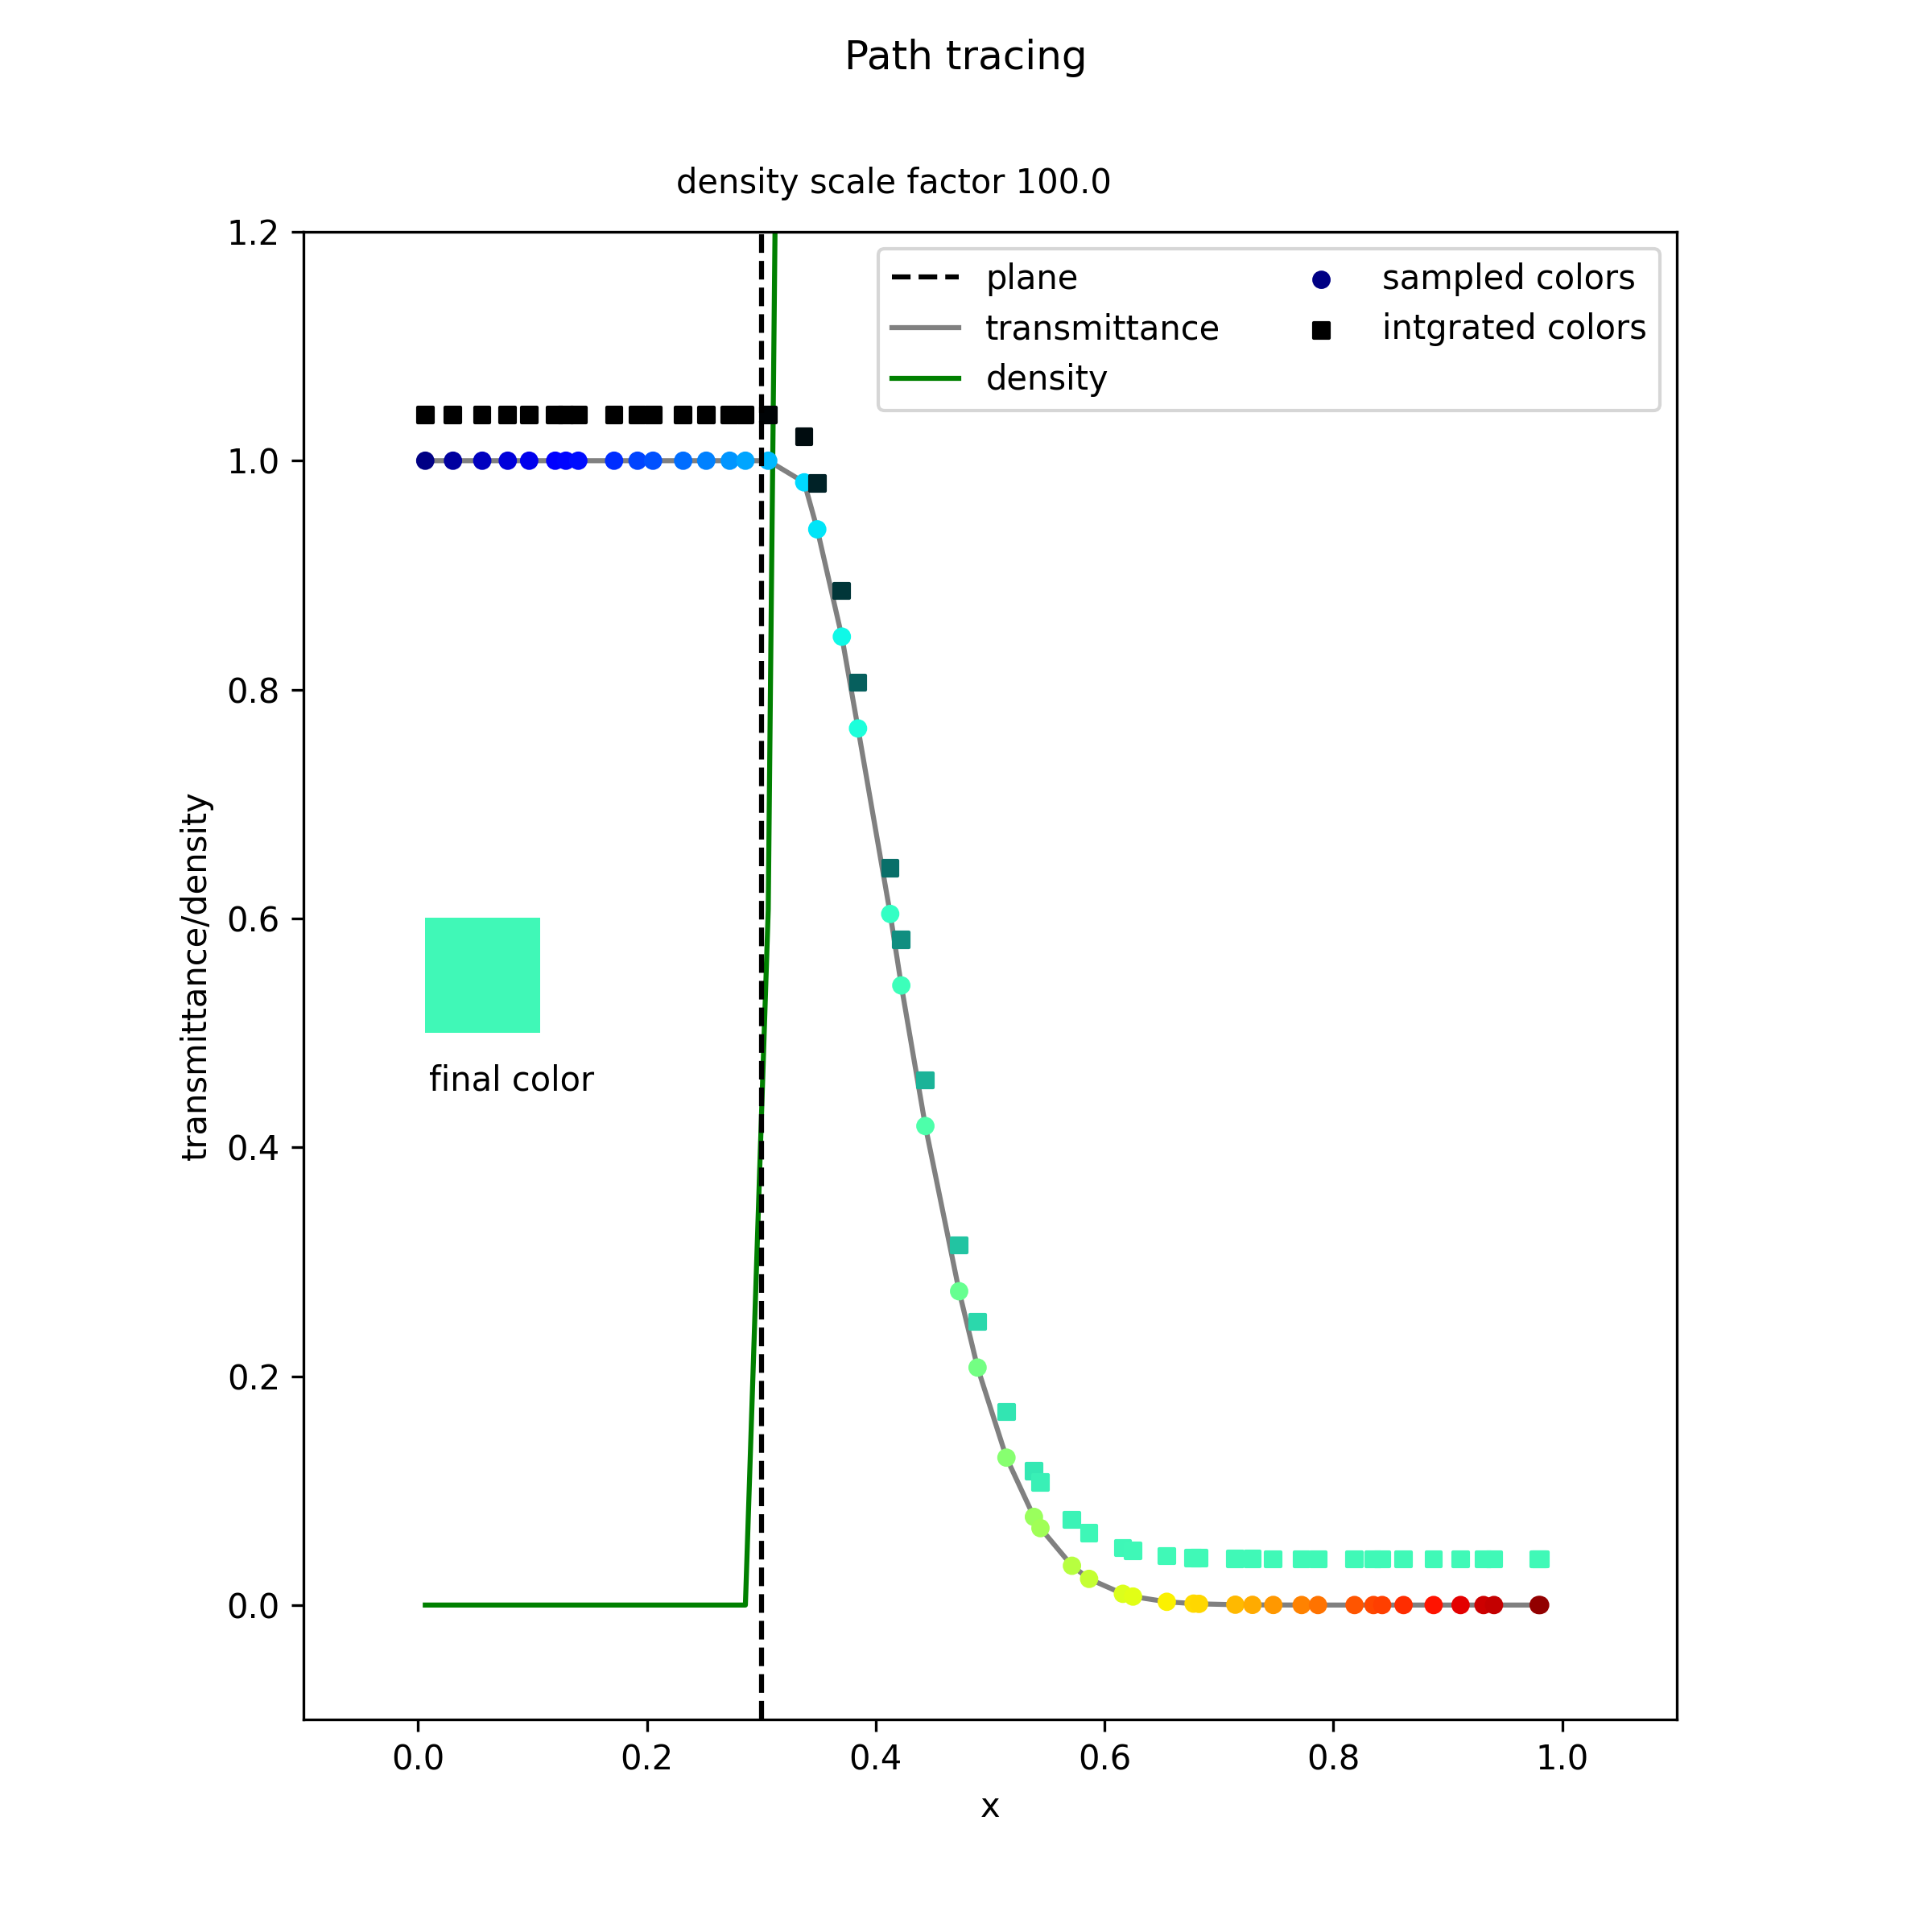 Path tracing
density scale factor 100.0
plane
transmittance
density
sampled colors
intgrated colors
1.2
1.0
0.8
0.6
0.4
0.2
0.0
transmittance/density
final color
0.0 0.2 0.4 0.6 0.8 1.0
x